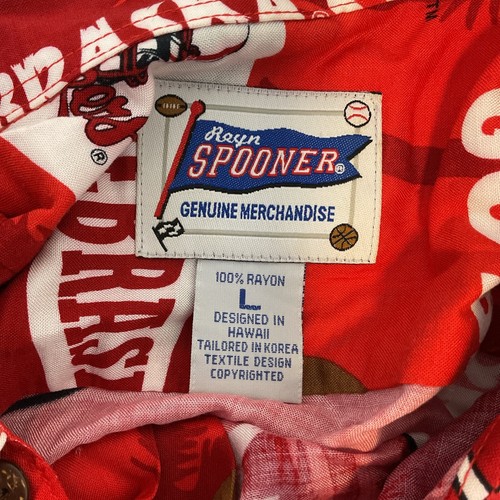 Reyn
SPOONER®
GENUINE MERCHANDISE
100% RAYON
L
DESIGNED IN
HAWAII
TAILORED IN KOREA
TEXTILE DESIGN
COPYRIGHTED